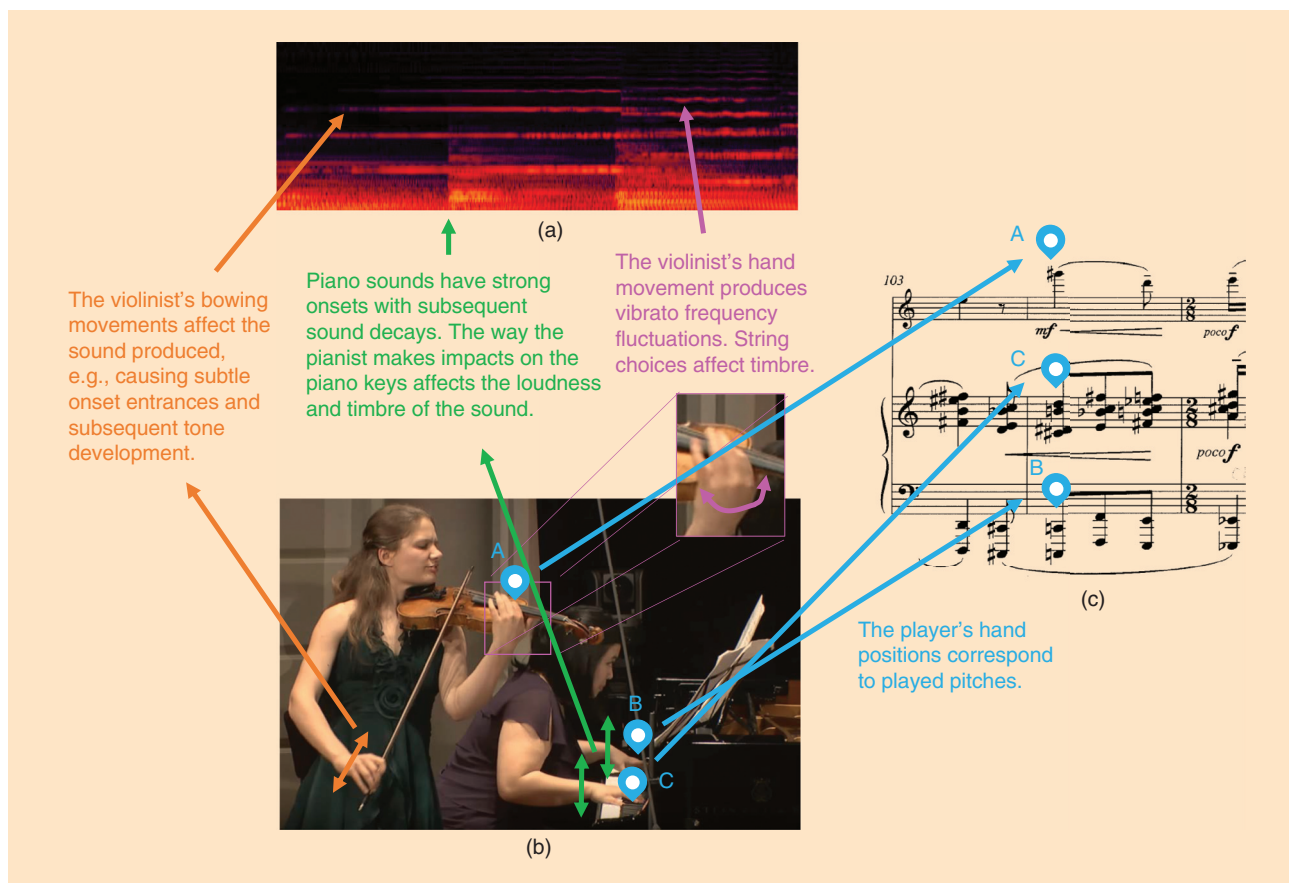 (a)
The violinist’s bowing
movements affect the
sound produced,
e.g., causing subtle
onset entrances and
subsequent tone
development.
Piano sounds have strong
onsets with subsequent
sound decays. The way the
pianist makes impacts on the
piano keys affects the loudness
and timbre of the sound.
The violinist’s hand
movement produces
vibrato frequency
fluctuations. String
choices affect timbre.
A
103
mf
poco f
C
poco f
B
(c)
The player’s hand
positions correspond
to played pitches.
A
B
C
(b)